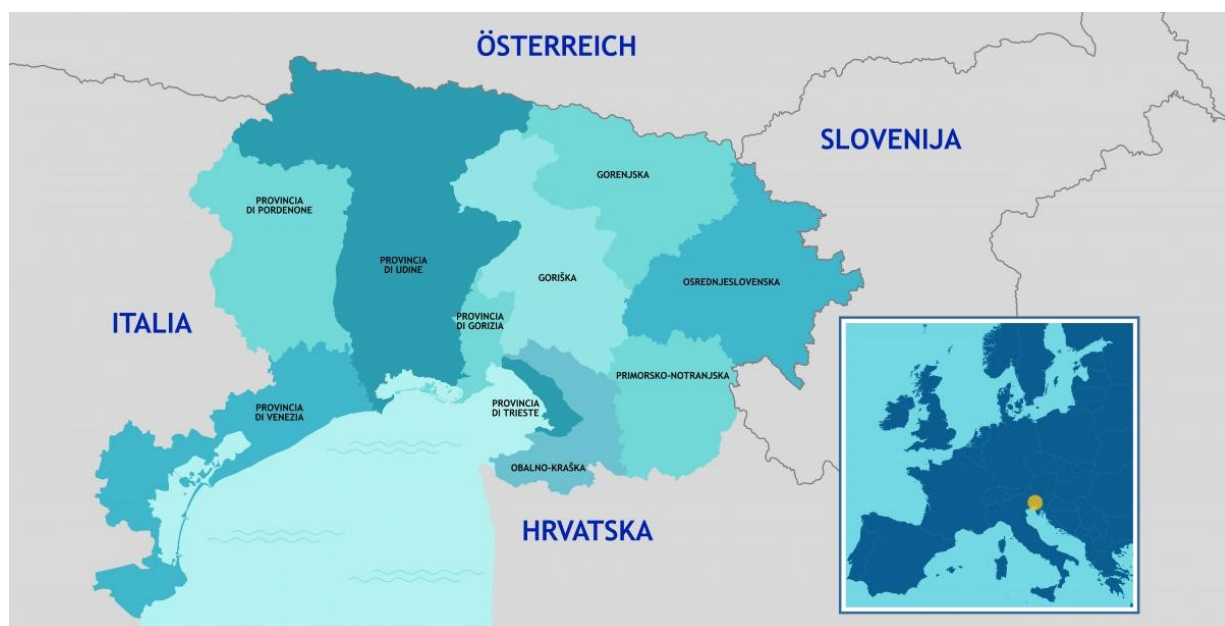 ÖSTERREICH
SLOVENIJA
GORENJSKA
PROVINCIA
DI PORDENONE
PROVINCIA
DI UDINE
GORIŠKA
OSREDNJESLOVENSKA
ITALIA
PROVINCIA
DI GORIZIA
PRIMORSKO-NOTRANJSKA
PROVINCIA
DI VENEZIA
PROVINCIA
DI TRIESTE
OBALNO-KRAŠKA
HRVATSKA